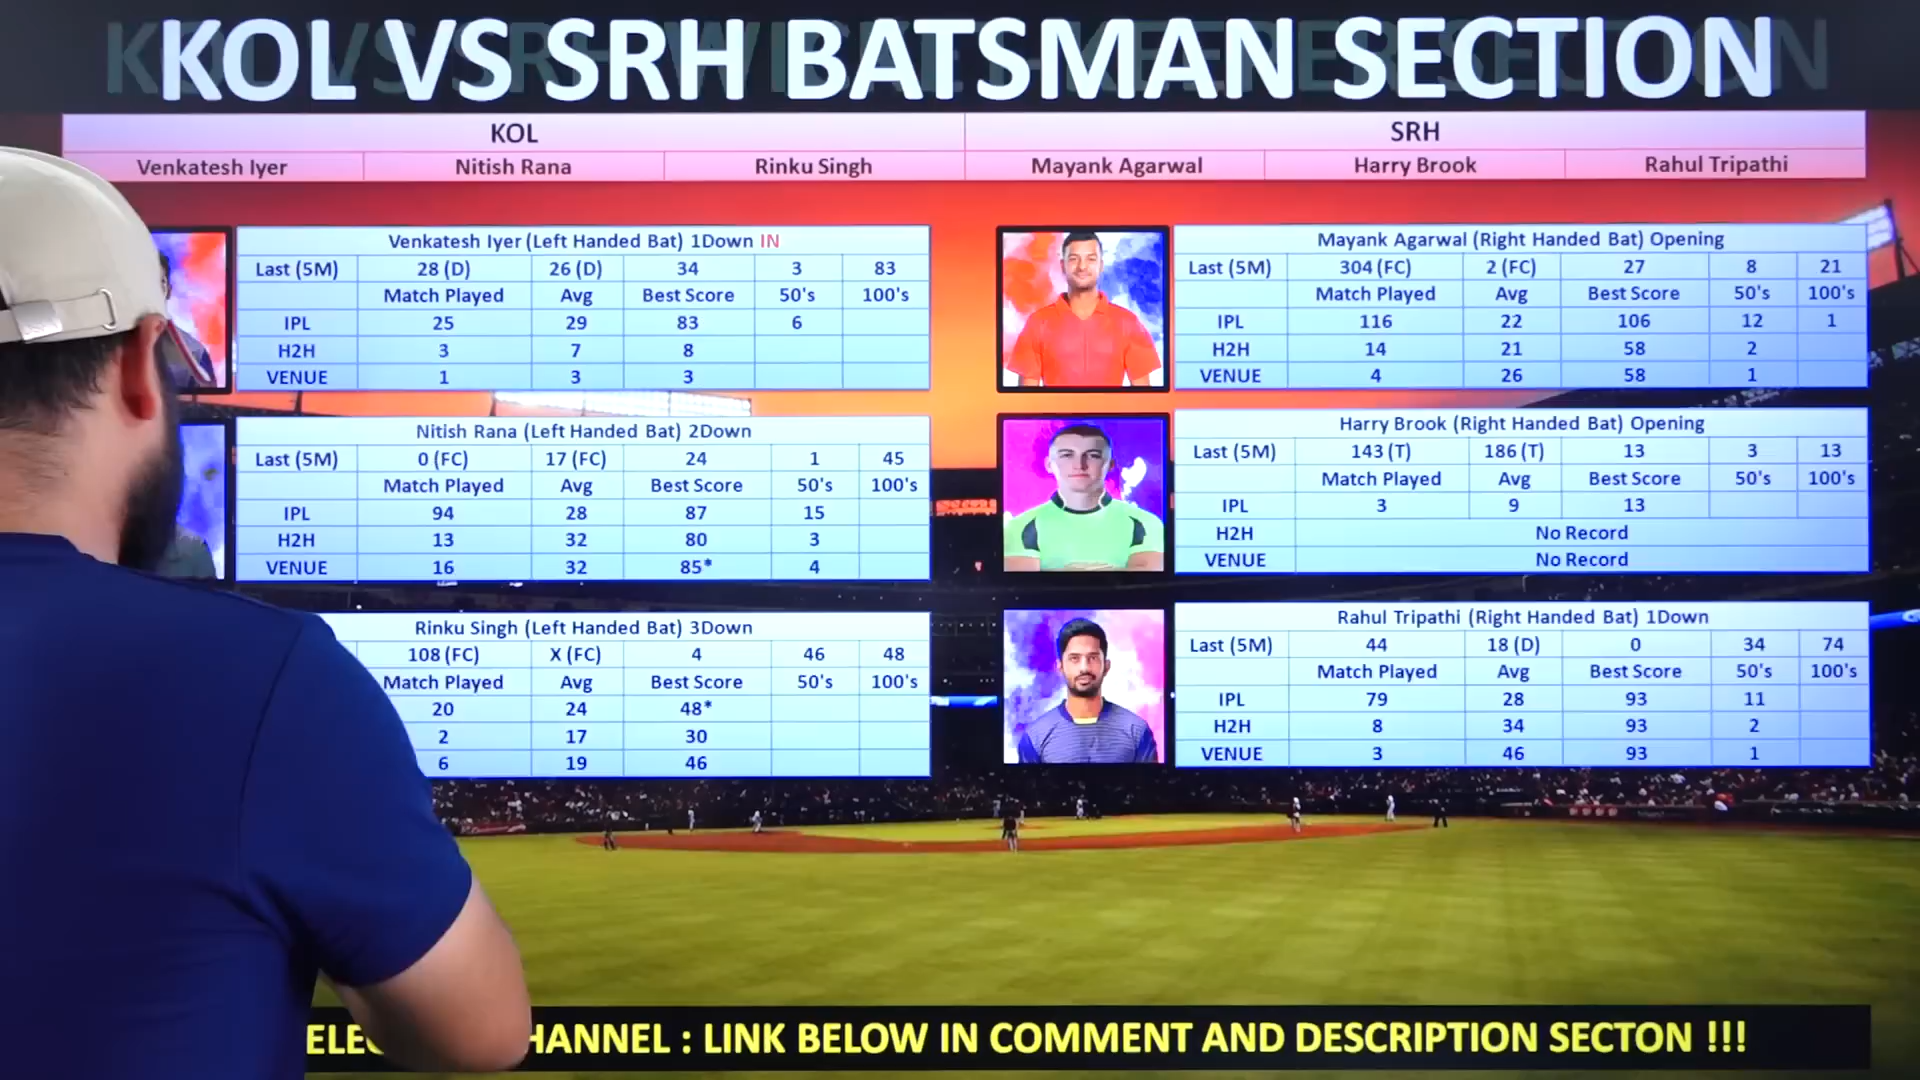 KOL VS SRH BATSMAN SECTION
KOL SRH
Venkatesh Iyer Nitish Rana Rinku Singh Mayank Agarwal Harry Brook Rahul Tripathi
Venkatesh Iyer (Left Handed Bat) 1Down IN
Last (5M) 28 (D) 26 (D) 34 3 83
Match Played Avg Best Score 50's 100's
IPL 25 29 83 6
H2H 3 7 8
VENUE 1 3 3
Nitish Rana (Left Handed Bat) 2Down
Last (5M) 0 (FC) 17 (FC) 24 1 45
Match Played Avg Best Score 50's 100's
IPL 94 28 87 15
H2H 13 32 80 3
VENUE 16 32 85* 4
Rinku Singh (Left Handed Bat) 3Down
108 (FC) X (FC) 4 46 48
Match Played Avg Best Score 50's 100's
20 24 48*
2 17 30
6 19 46
Mayank Agarwal (Right Handed Bat) Opening
Last (5M) 304 (FC) 2 (FC) 27 8 21
Match Played Avg Best Score 50's 100's
IPL 116 22 106 12 1
H2H 14 21 58 2
VENUE 4 26 58 1
Harry Brook (Right Handed Bat) Opening
Last (5M) 143 (T) 186 (T) 13 3 13
Match Played Avg Best Score 50's 100's
IPL 3 9 13
H2H No Record
VENUE No Record
Rahul Tripathi (Right Handed Bat) 1Down
Last (5M) 44 18 (D) 0 34 74
Match Played Avg Best Score 50's 100's
IPL 79 28 93 11
H2H 8 34 93 2
VENUE 3 46 93 1
HANNEL : LINK BELOW IN COMMENT AND DESCRIPTION SECTON !!!